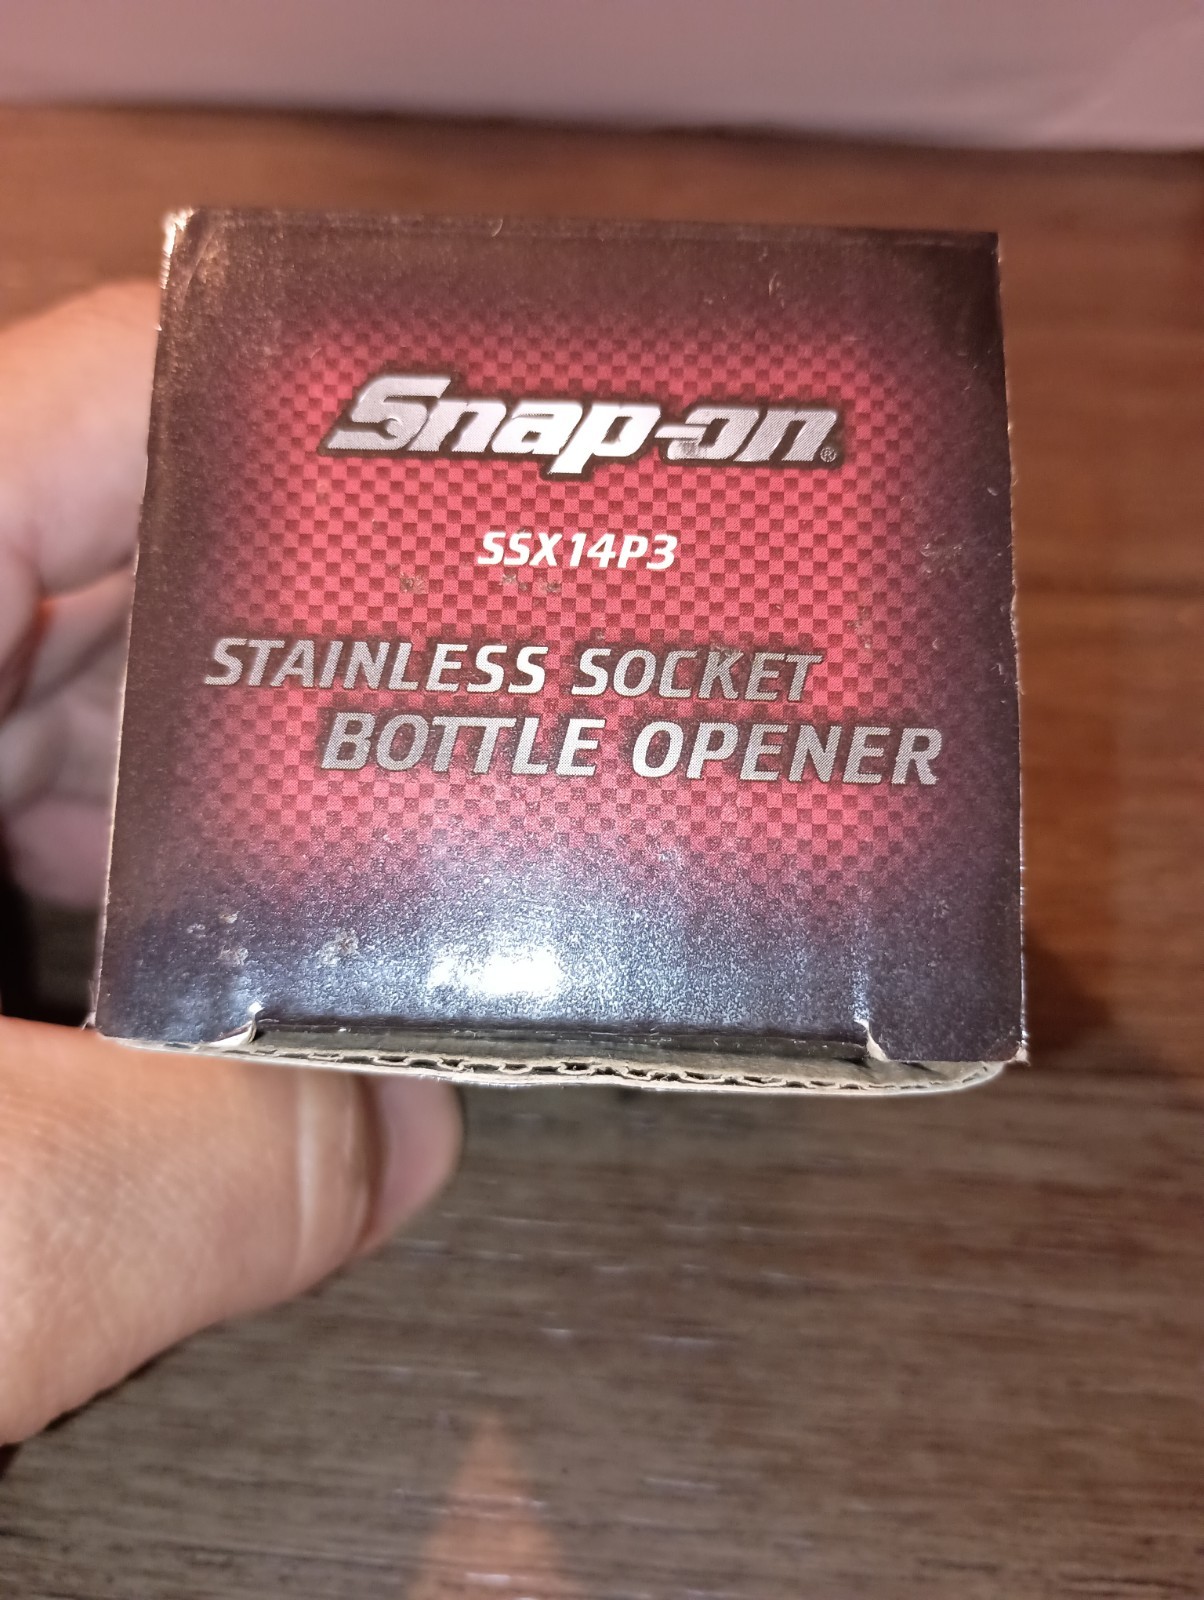 Snap-on®
SSX14P3
STAINLESS SOCKET
BOTTLE OPENER